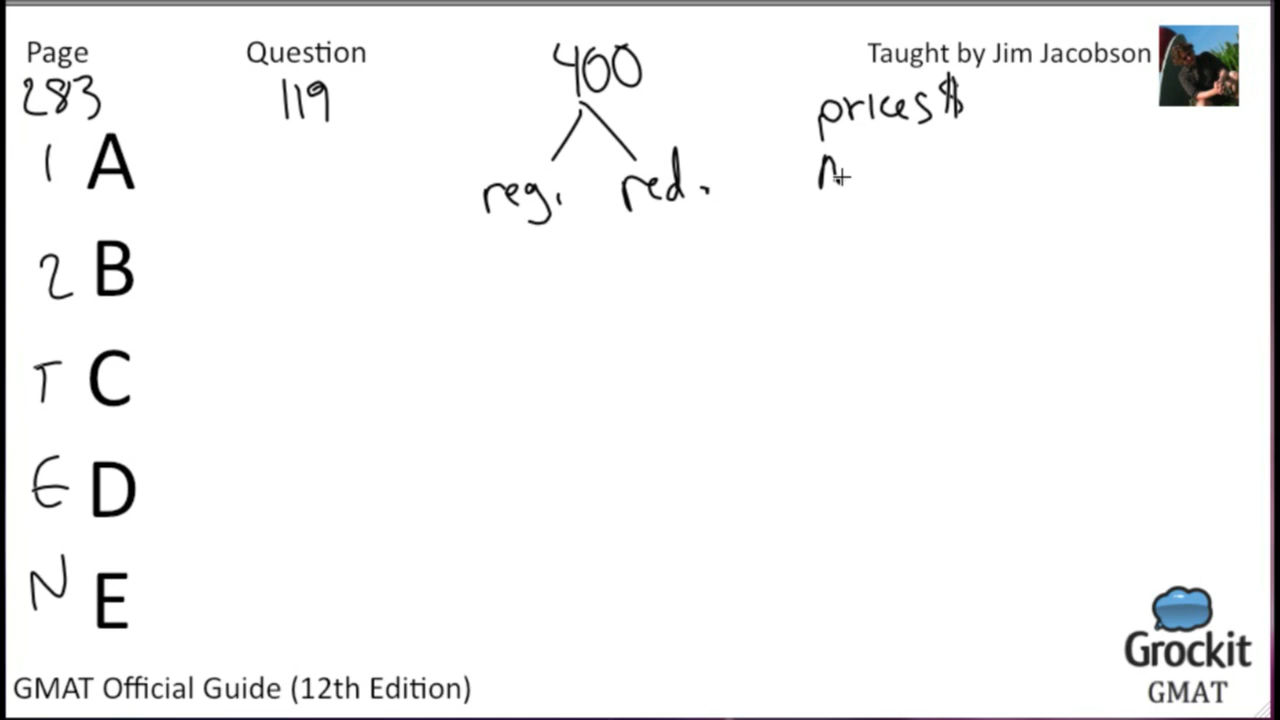 Page
283
Question
119
400
reg. red.
Taught by Jim Jacobson
prices $
1 A
2 B
T C
E D
N E
Grockit
GMAT
GMAT Official Guide (12th Edition)